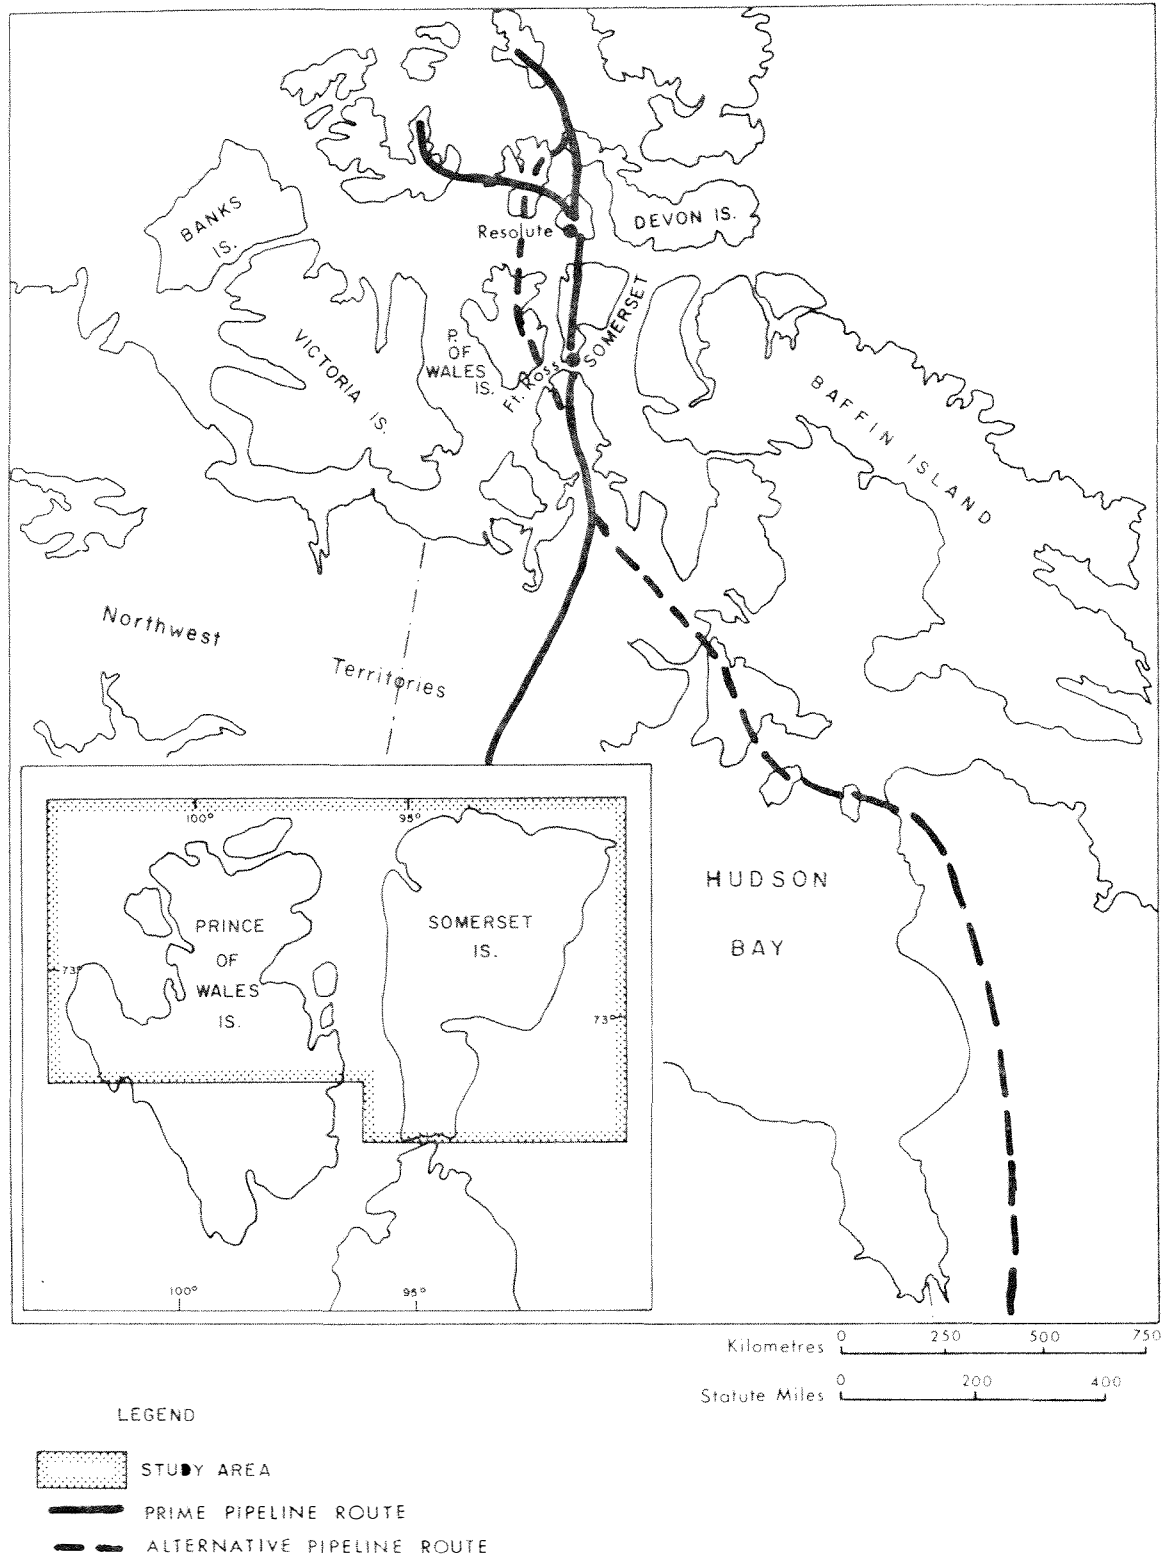 BANKS
IS.
Resolute
DEVON IS.
VICTORIA IS.
P.
OF
WALES
IS.
Ft. Ross
SOMERSET
BAFFIN ISLAND
Northwest
Territories
HUDSON
BAY
100°
95°
PRINCE
OF
WALES
IS.
SOMERSET
IS.
73°
73°
100°
95°
Kilometres 0 250 500 750
Statute Miles 0 200 400
LEGEND
STUDY AREA
PRIME PIPELINE ROUTE
ALTERNATIVE PIPELINE ROUTE